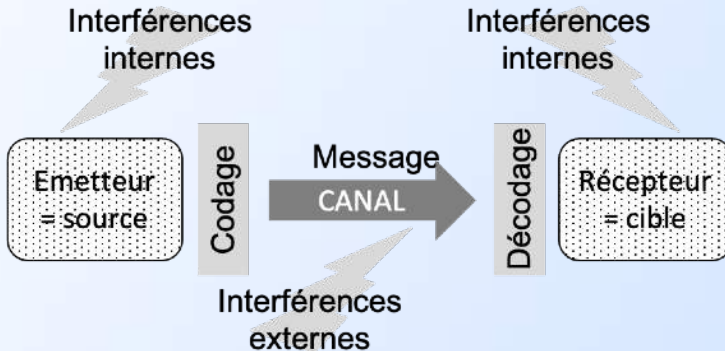 Interférences
internes
Interférences
internes
Emetteur
= source
Codage
Message
CANAL
Décodage
Récepteur
= cible
Interférences
externes